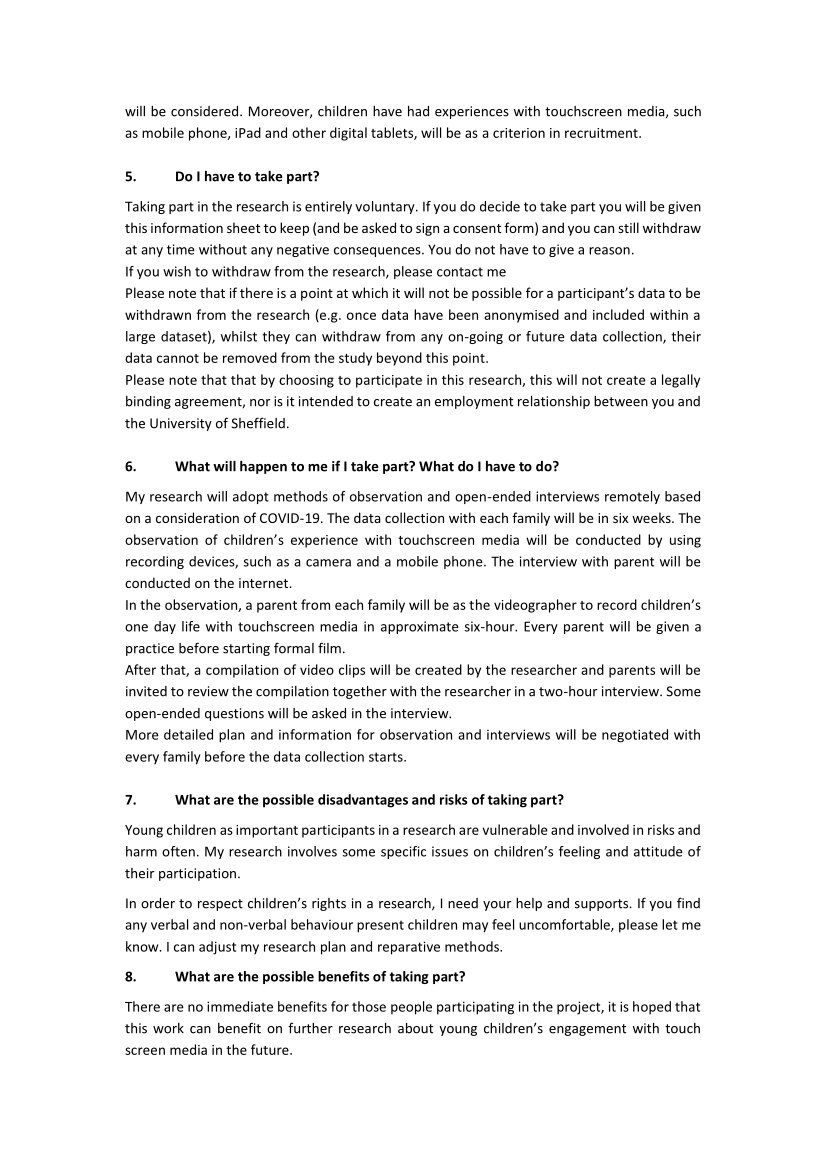 will be considered. Moreover, children have had experiences with touchscreen media, such
as mobile phone, iPad and other digital tablets, will be as a criterion in recruitment.
5. Do I have to take part?
Taking part in the research is entirely voluntary. If you do decide to take part you will be given
this information sheet to keep (and be asked to sign a consent form) and you can still withdraw
at any time without any negative consequences. You do not have to give a reason.
If you wish to withdraw from the research, please contact me
Please note that if there is a point at which it will not be possible for a participant’s data to be
withdrawn from the research (e.g. once data have been anonymised and included within a
large dataset), whilst they can withdraw from any on-going or future data collection, their
data cannot be removed from the study beyond this point.
Please note that that by choosing to participate in this research, this will not create a legally
binding agreement, nor is it intended to create an employment relationship between you and
the University of Sheffield.
6. What will happen to me if I take part? What do I have to do?
My research will adopt methods of observation and open-ended interviews remotely based
on a consideration of COVID-19. The data collection with each family will be in six weeks. The
observation of children’s experience with touchscreen media will be conducted by using
recording devices, such as a camera and a mobile phone. The interview with parent will be
conducted on the internet.
In the observation, a parent from each family will be as the videographer to record children’s
one day life with touchscreen media in approximate six-hour. Every parent will be given a
practice before starting formal film.
After that, a compilation of video clips will be created by the researcher and parents will be
invited to review the compilation together with the researcher in a two-hour interview. Some
open-ended questions will be asked in the interview.
More detailed plan and information for observation and interviews will be negotiated with
every family before the data collection starts.
7. What are the possible disadvantages and risks of taking part?
Young children as important participants in a research are vulnerable and involved in risks and
harm often. My research involves some specific issues on children’s feeling and attitude of
their participation.
In order to respect children’s rights in a research, I need your help and supports. If you find
any verbal and non-verbal behaviour present children may feel uncomfortable, please let me
know. I can adjust my research plan and reparative methods.
8. What are the possible benefits of taking part?
There are no immediate benefits for those people participating in the project, it is hoped that
this work can benefit on further research about young children’s engagement with touch
screen media in the future.